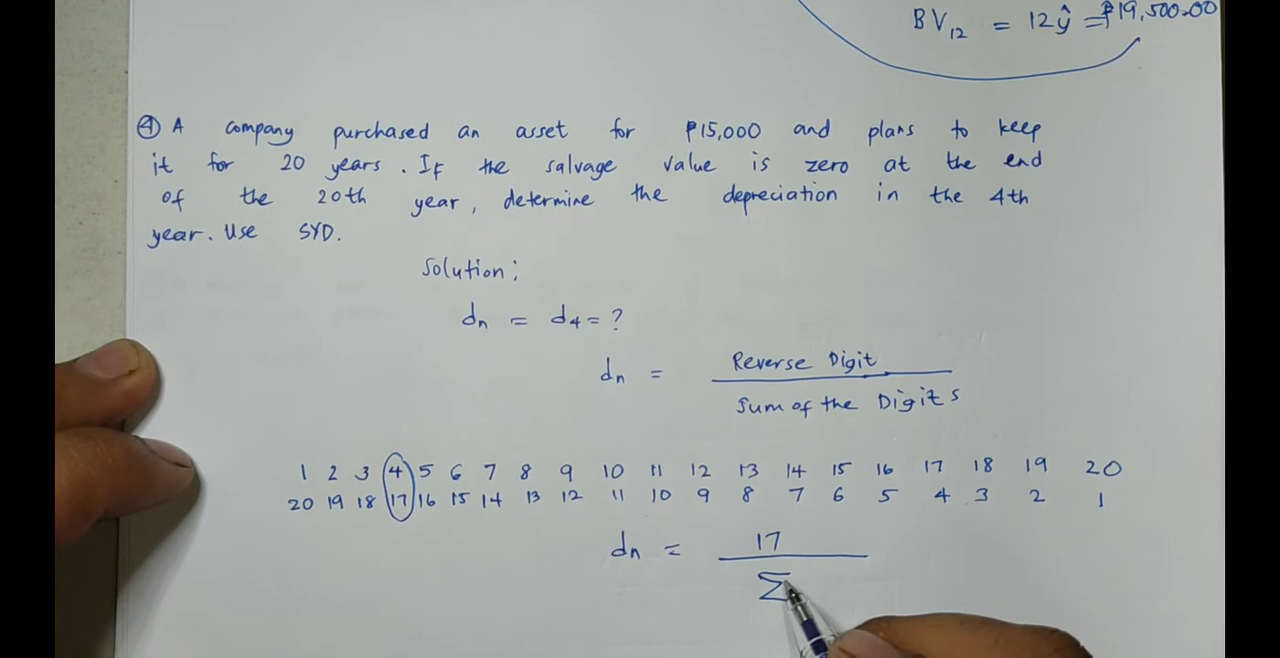 BV₁₂ = 12ŷ = ₱19,500.00
④ A company purchased an asset for ₱15,000 and plans to keep
it for 20 years. If the salvage value is zero at the end
of the 20th year, determine the depreciation in the 4th
year. Use SYD.
Solution;
dn = d4 = ?
dn = Reverse Digit
Sum of the Digits
1 2 3 4 5 6 7 8 9 10 11 12 13 14 15 16 17 18 19 20
20 19 18 17 16 15 14 13 12 11 10 9 8 7 6 5 4 3 2 1
dn = 17
Σ